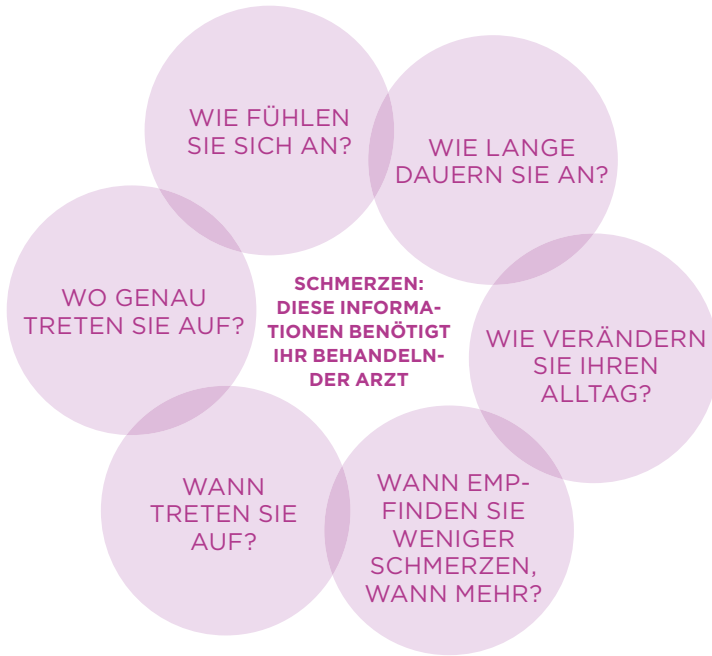 WIE FÜHLEN
SIE SICH AN?
WIE LANGE
DAUERN SIE AN?
WO GENAU
TRETEN SIE AUF?
SCHMERZEN:
DIESE INFORMA-
TIONEN BENÖTIGT
IHR BEHANDELN-
DER ARZT
WIE VERÄNDERN
SIE IHREN
ALLTAG?
WANN
TRETEN SIE
AUF?
WANN EMP-
FINDEN SIE
WENIGER
SCHMERZEN,
WANN MEHR?